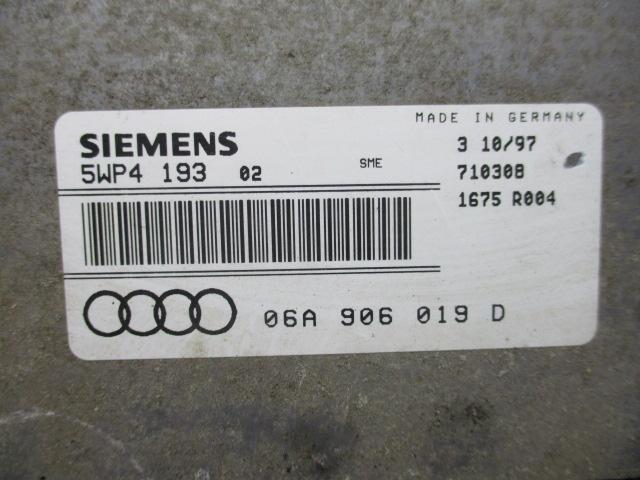 MADE IN GERMANY
SIEMENS
3 10/97
5WP4 193 02 SME
710308
1675 R004
06A 906 019 D